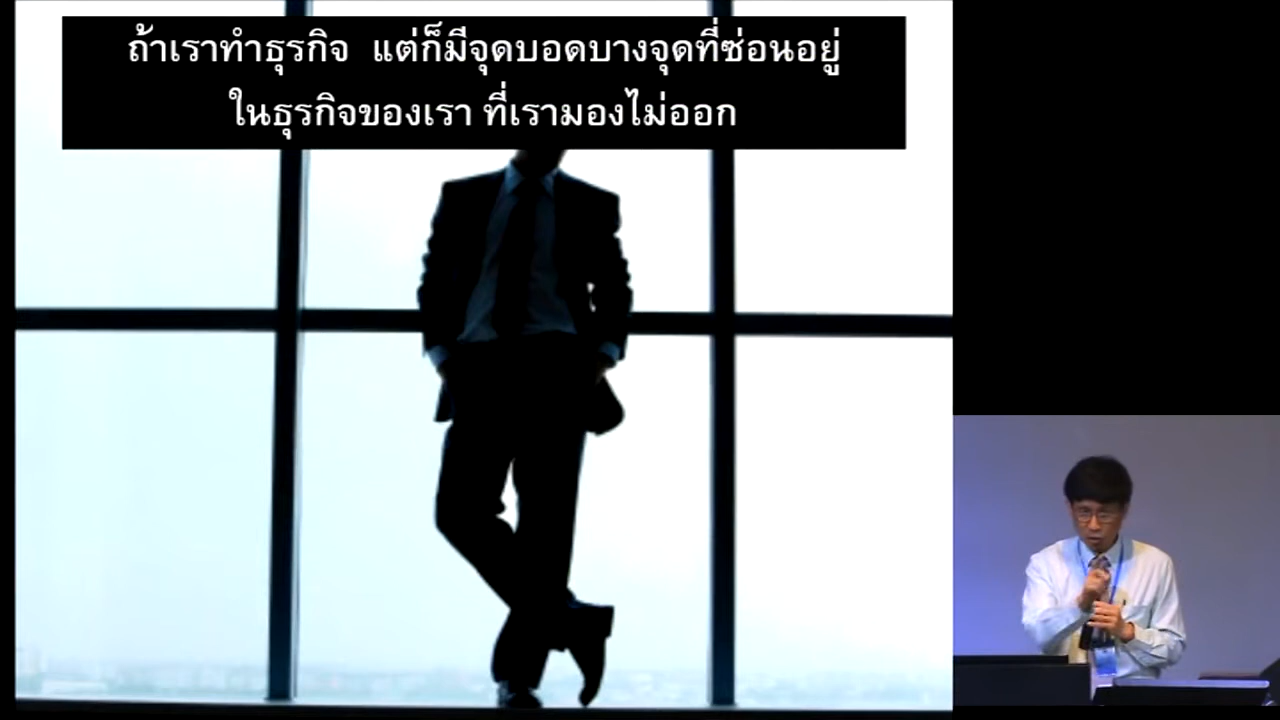 ถ้าเราทำธุรกิจ แต่ก็มีจุดบอดบางจุดที่ซ่อนอยู่
ในธุรกิจของเรา ที่เรามองไม่ออก